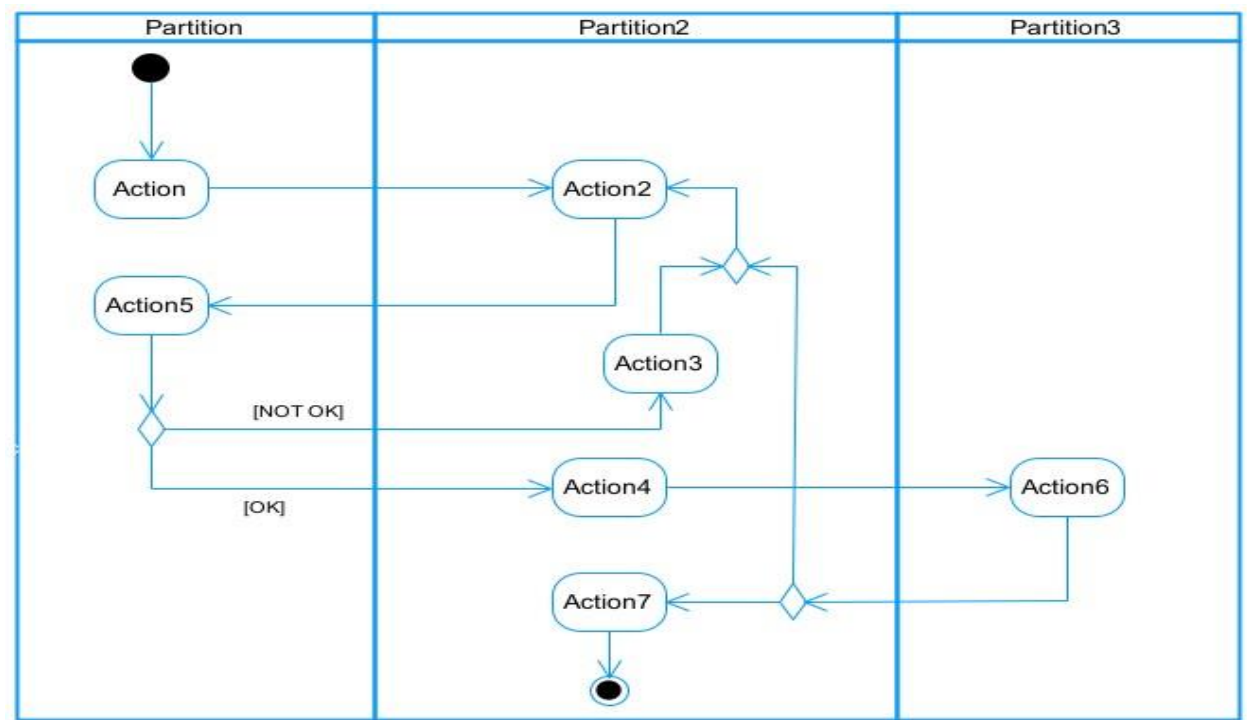 Partition
Partition2
Partition3
Action
Action2
Action5
Action3
[NOT OK]
Action4
Action6
[OK]
Action7